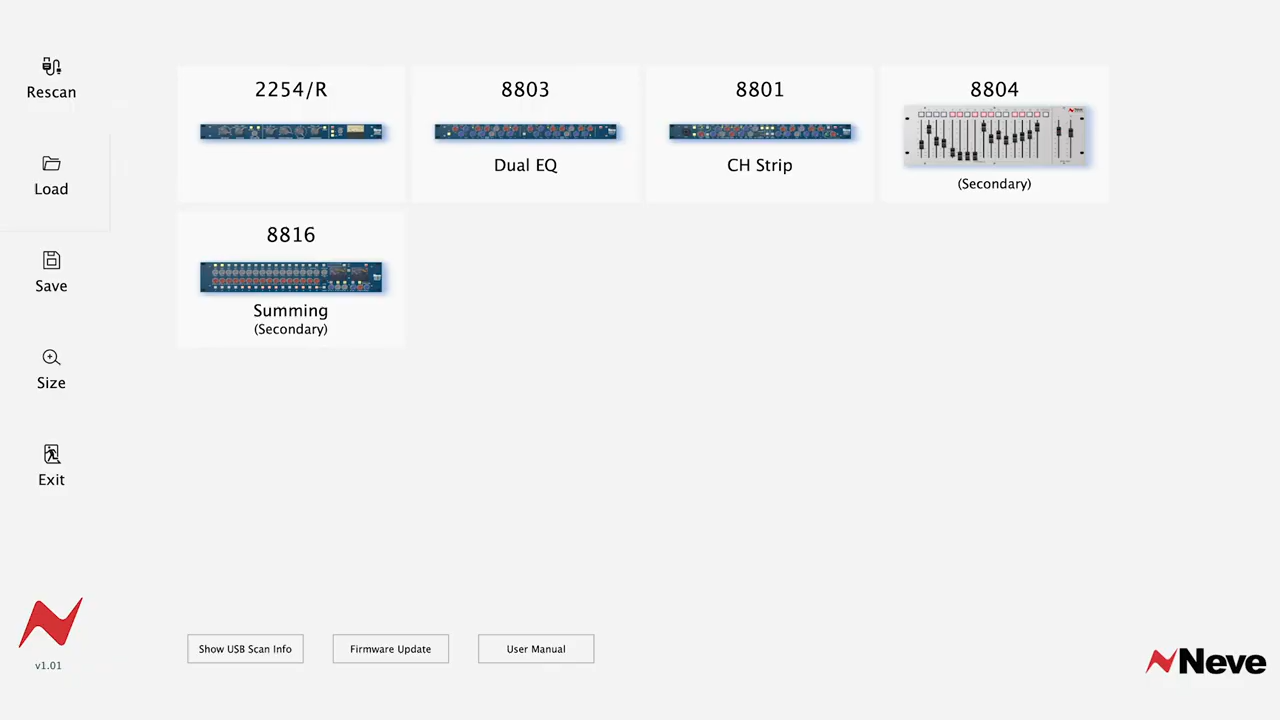 Rescan
Load
Save
Size
Exit
v1.01
2254/R
8803
Dual EQ
8801
CH Strip
8804
(Secondary)
8816
Summing
(Secondary)
Show USB Scan Info
Firmware Update
User Manual
Neve